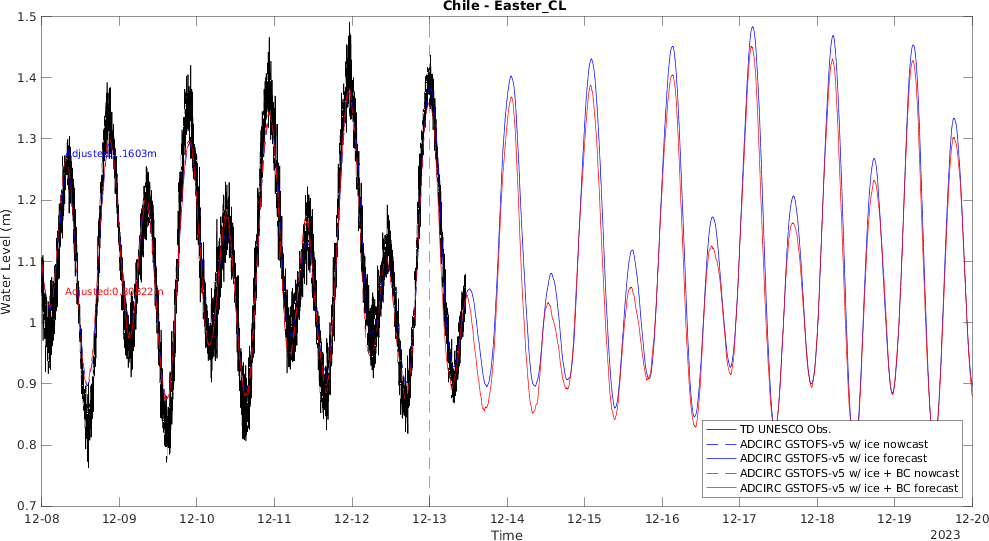 Chile - Easter_CL
1.5
1.4
1.3
1.2
1.1
1
0.9
0.8
0.7
Water Level (m)
12-08
12-09
12-10
12-11
12-12
12-13
12-14
12-15
12-16
12-17
12-18
12-19
12-20
Time
2023
TD UNESCO Obs.
ADCIRC GSTOFS-v5 w/ ice nowcast
ADCIRC GSTOFS-v5 w/ ice forecast
ADCIRC GSTOFS-v5 w/ ice + BC nowcast
ADCIRC GSTOFS-v5 w/ ice + BC forecast